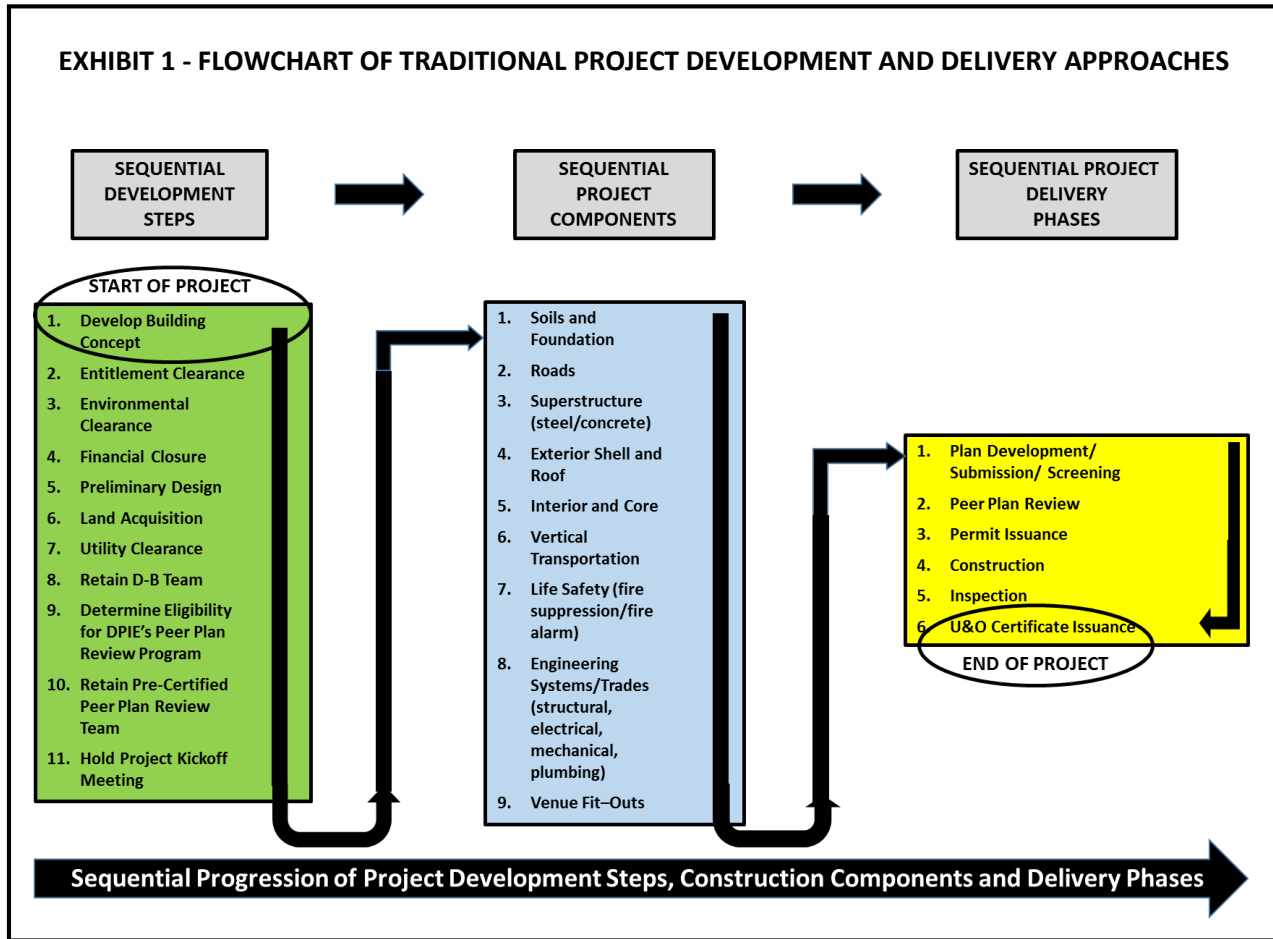 EXHIBIT 1 - FLOWCHART OF TRADITIONAL PROJECT DEVELOPMENT AND DELIVERY APPROACHES
SEQUENTIAL
DEVELOPMENT
STEPS
SEQUENTIAL
PROJECT
COMPONENTS
SEQUENTIAL PROJECT
DELIVERY
PHASES
START OF PROJECT
1. Develop Building
Concept
2. Entitlement Clearance
3. Environmental
Clearance
4. Financial Closure
5. Preliminary Design
6. Land Acquisition
7. Utility Clearance
8. Retain D-B Team
9. Determine Eligibility
for DPIE’s Peer Plan
Review Program
10. Retain Pre-Certified
Peer Plan Review
Team
11. Hold Project Kickoff
Meeting
1. Soils and
Foundation
2. Roads
3. Superstructure
(steel/concrete)
4. Exterior Shell and
Roof
5. Interior and Core
6. Vertical
Transportation
7. Life Safety (fire
suppression/fire
alarm)
8. Engineering
Systems/Trades
(structural,
electrical,
mechanical,
plumbing)
9. Venue Fit–Outs
1. Plan Development/
Submission/ Screening
2. Peer Plan Review
3. Permit Issuance
4. Construction
5. Inspection
6. U&O Certificate Issuance
END OF PROJECT
Sequential Progression of Project Development Steps, Construction Components and Delivery Phases